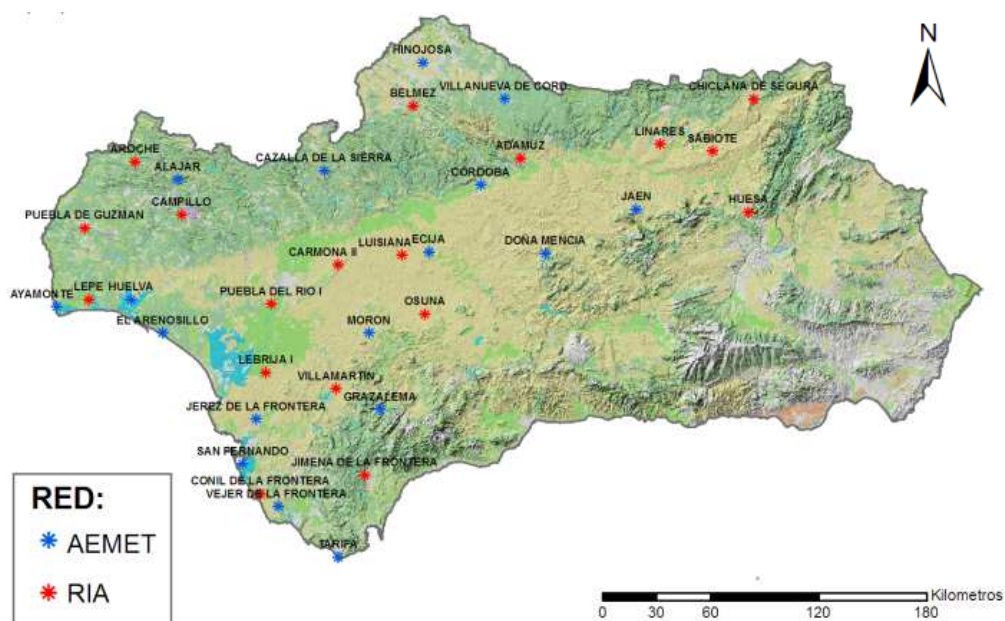 N
HINOJOSA
VILLANUEVA DE CORD.
CHICLANA DE SEGURA
BELMEZ
LINARES
SABIOTE
ADAMUZ
AROCHE
ALAJAR
CAZALLA DE LA SIERRA
CORDOBA
CAMPILLO
JAEN
HUESA
PUEBLA DE GUZMAN
LUISIANA
ECIJA
DOÑA MENCIA
CARMONA II
LEPE
HUELVA
AYAMONTE
PUEBLA DEL RIO I
OSUNA
EL ARENOSILLO
MORON
LEBRIJA I
VILLAMARTIN
GRAZALEMA
JEREZ DE LA FRONTERA
SAN FERNANDO
JIMENA DE LA FRONTERA
CONIL DE LA FRONTERA
VEJER DE LA FRONTERA
TARIFA
RED:
AEMET
RIA
Kilometros
0 30 60 120 180